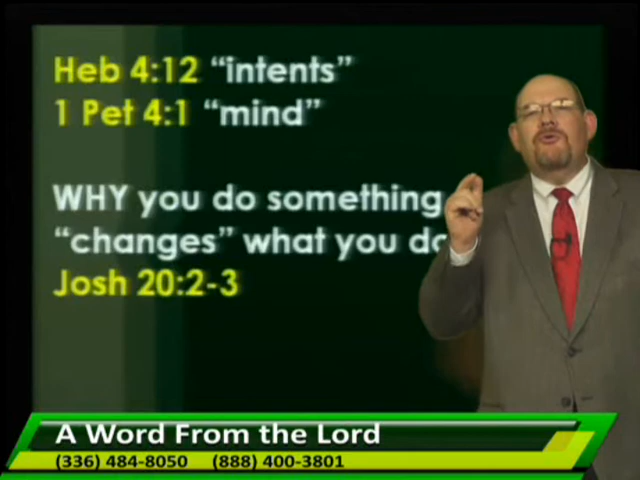 Heb 4:12 “intents”
1 Pet 4:1 “mind”
WHY you do something
“changes” what you do
Josh 20:2-3
A Word From the Lord
(336) 484-8050 (888) 400-3801